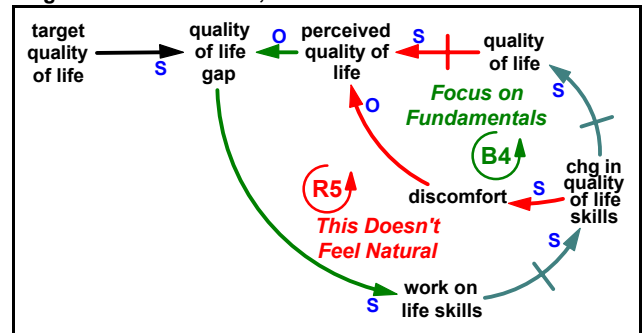 target
quality
of life
S
quality
of life
gap
O
perceived
quality of
life
S
quality
of life
S
O
Focus on
Fundamentals
B4
R5
This Doesn't
Feel Natural
discomfort
S
chg in
quality
of life
skills
S
work on
life skills
S